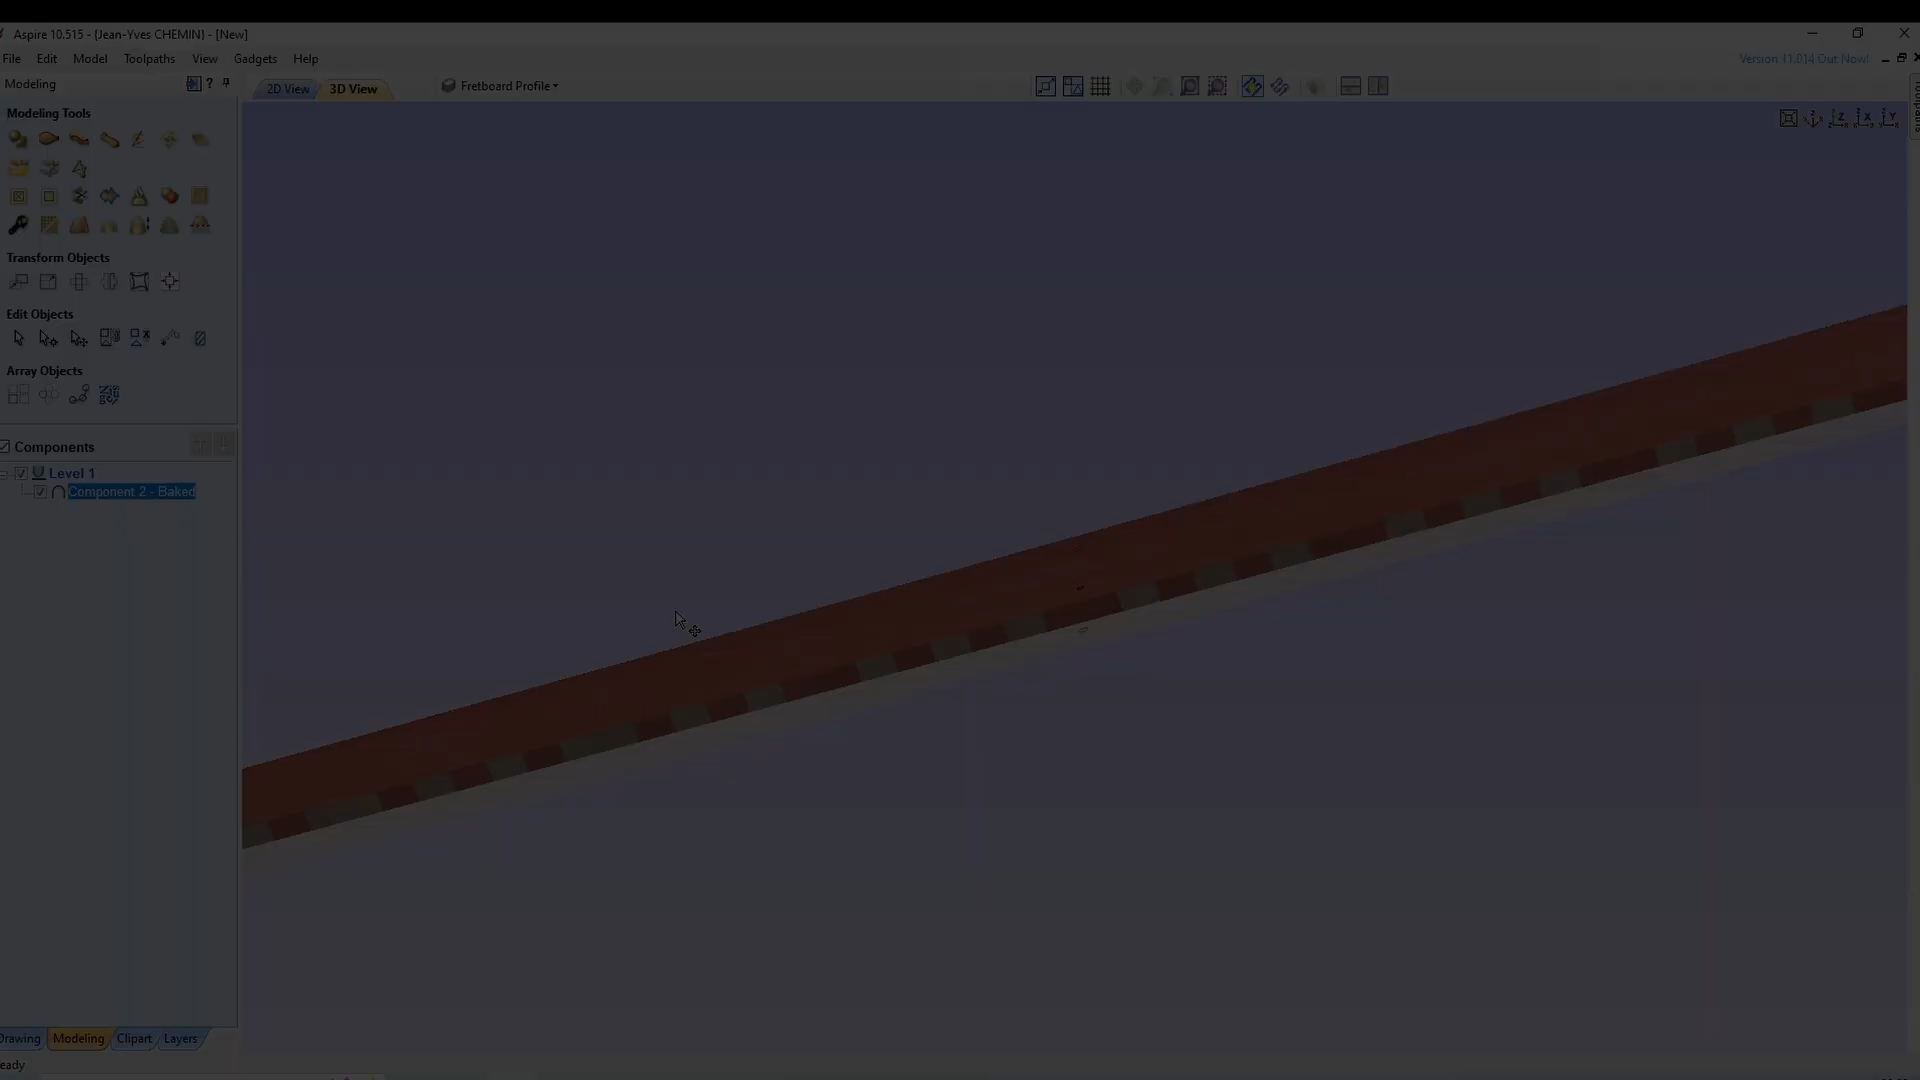 Aspire 10.515 - {Jean-Yves CHEMIN} - [New]
File Edit Model Toolpaths View Gadgets Help
Version 11.014 Out Now!
Modeling
?
2D View 3D View
Fretboard Profile
Modeling Tools
Transform Objects
Edit Objects
Array Objects
Components
Level 1
Component 2 - Baked
Drawing Modeling Clipart Layers
eady